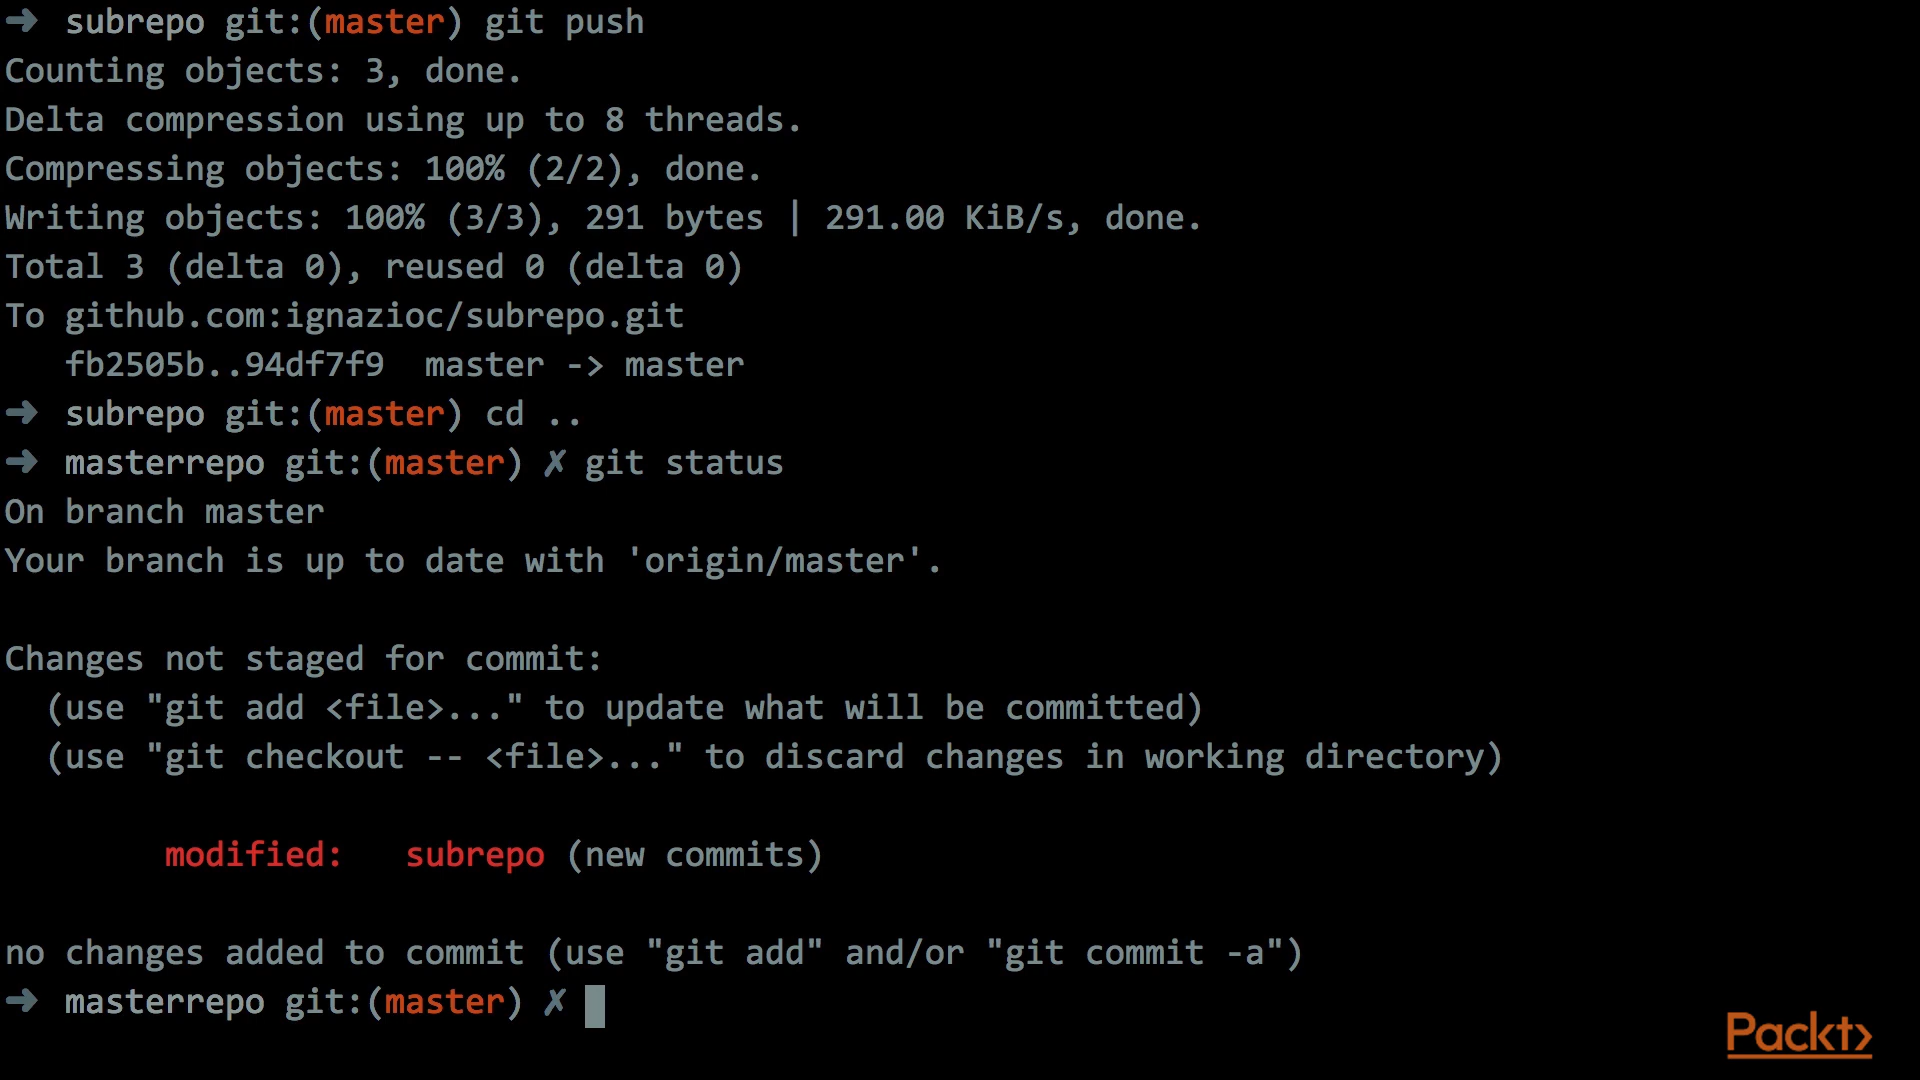 ➜ subrepo git:(master) git push
Counting objects: 3, done.
Delta compression using up to 8 threads.
Compressing objects: 100% (2/2), done.
Writing objects: 100% (3/3), 291 bytes | 291.00 KiB/s, done.
Total 3 (delta 0), reused 0 (delta 0)
To github.com:ignazioc/subrepo.git
   fb2505b..94df7f9  master -> master
➜ subrepo git:(master) cd ..
➜ masterrepo git:(master) ✗ git status
On branch master
Your branch is up to date with 'origin/master'.

Changes not staged for commit:
  (use "git add <file>..." to update what will be committed)
  (use "git checkout -- <file>..." to discard changes in working directory)

        modified:   subrepo (new commits)

no changes added to commit (use "git add" and/or "git commit -a")
➜ masterrepo git:(master) ✗
Packt>